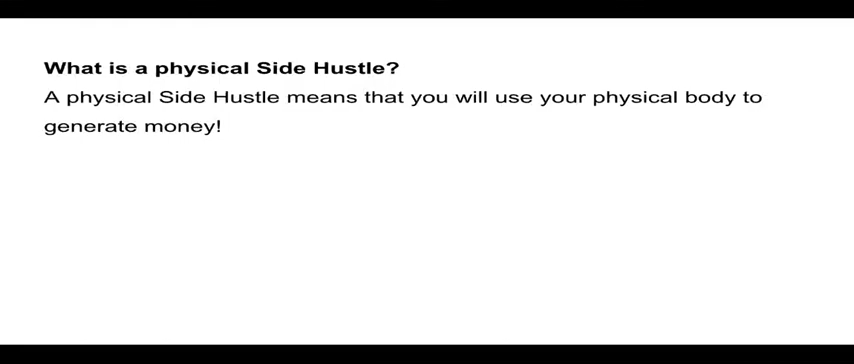 What is a physical Side Hustle?
A physical Side Hustle means that you will use your physical body to
generate money!